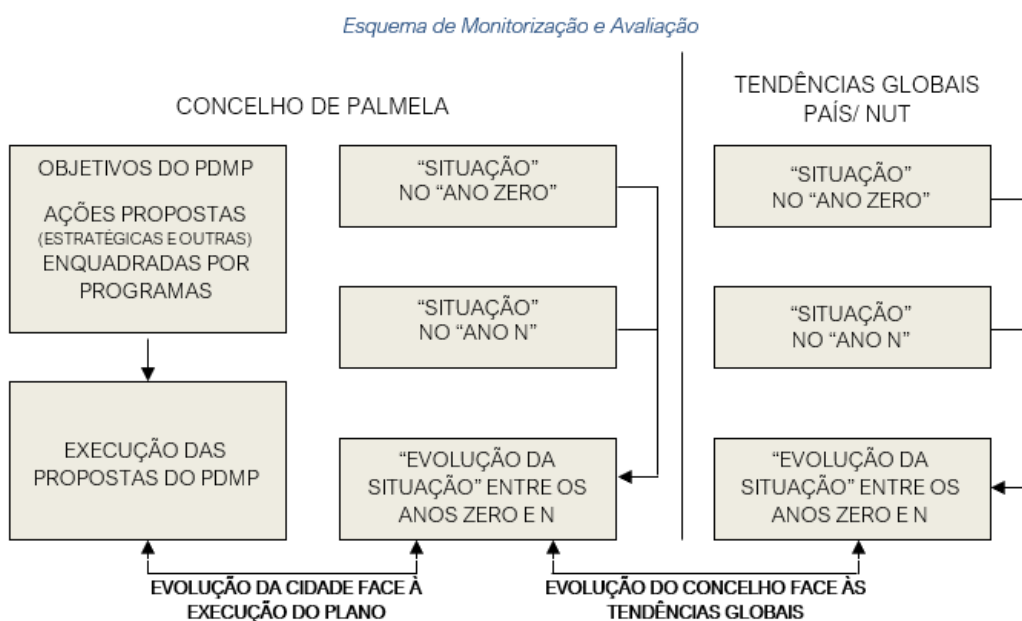 Esquema de Monitorização e Avaliação
CONCELHO DE PALMELA
OBJETIVOS DO PDMP
AÇÕES PROPOSTAS
(ESTRATÉGICAS E OUTRAS)
ENQUADRADAS POR
PROGRAMAS
EXECUÇÃO DAS
PROPOSTAS DO PDMP
“SITUAÇÃO”
NO “ANO ZERO”
“SITUAÇÃO”
NO “ANO N”
“EVOLUÇÃO DA
SITUAÇÃO” ENTRE OS
ANOS ZERO E N
TENDÊNCIAS GLOBAIS
PAÍS/ NUT
“SITUAÇÃO”
NO “ANO ZERO”
“SITUAÇÃO”
NO “ANO N”
“EVOLUÇÃO DA
SITUAÇÃO” ENTRE OS
ANOS ZERO E N
EVOLUÇÃO DA CIDADE FACE À
EXECUÇÃO DO PLANO
EVOLUÇÃO DO CONCELHO FACE ÀS
TENDÊNCIAS GLOBAIS